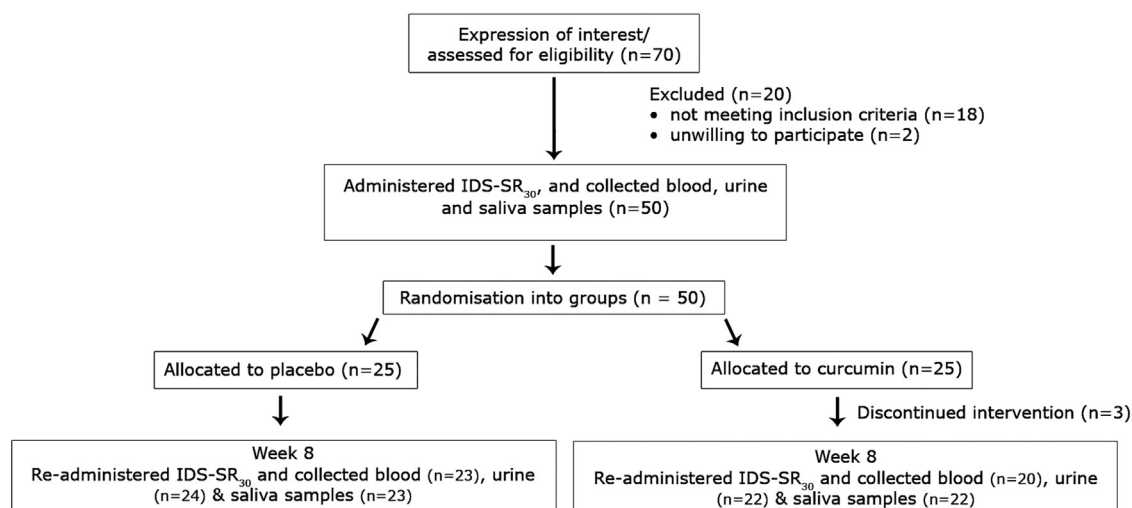 Expression of interest/
assessed for eligibility (n=70)
Excluded (n=20)
• not meeting inclusion criteria (n=18)
• unwilling to participate (n=2)
Administered IDS-SR30, and collected blood, urine
and saliva samples (n=50)
Randomisation into groups (n = 50)
Allocated to placebo (n=25)
Allocated to curcumin (n=25)
Discontinued intervention (n=3)
Week 8
Re-administered IDS-SR30 and collected blood (n=23), urine
(n=24) & saliva samples (n=23)
Week 8
Re-administered IDS-SR30 and collected blood (n=20), urine
(n=22) & saliva samples (n=22)